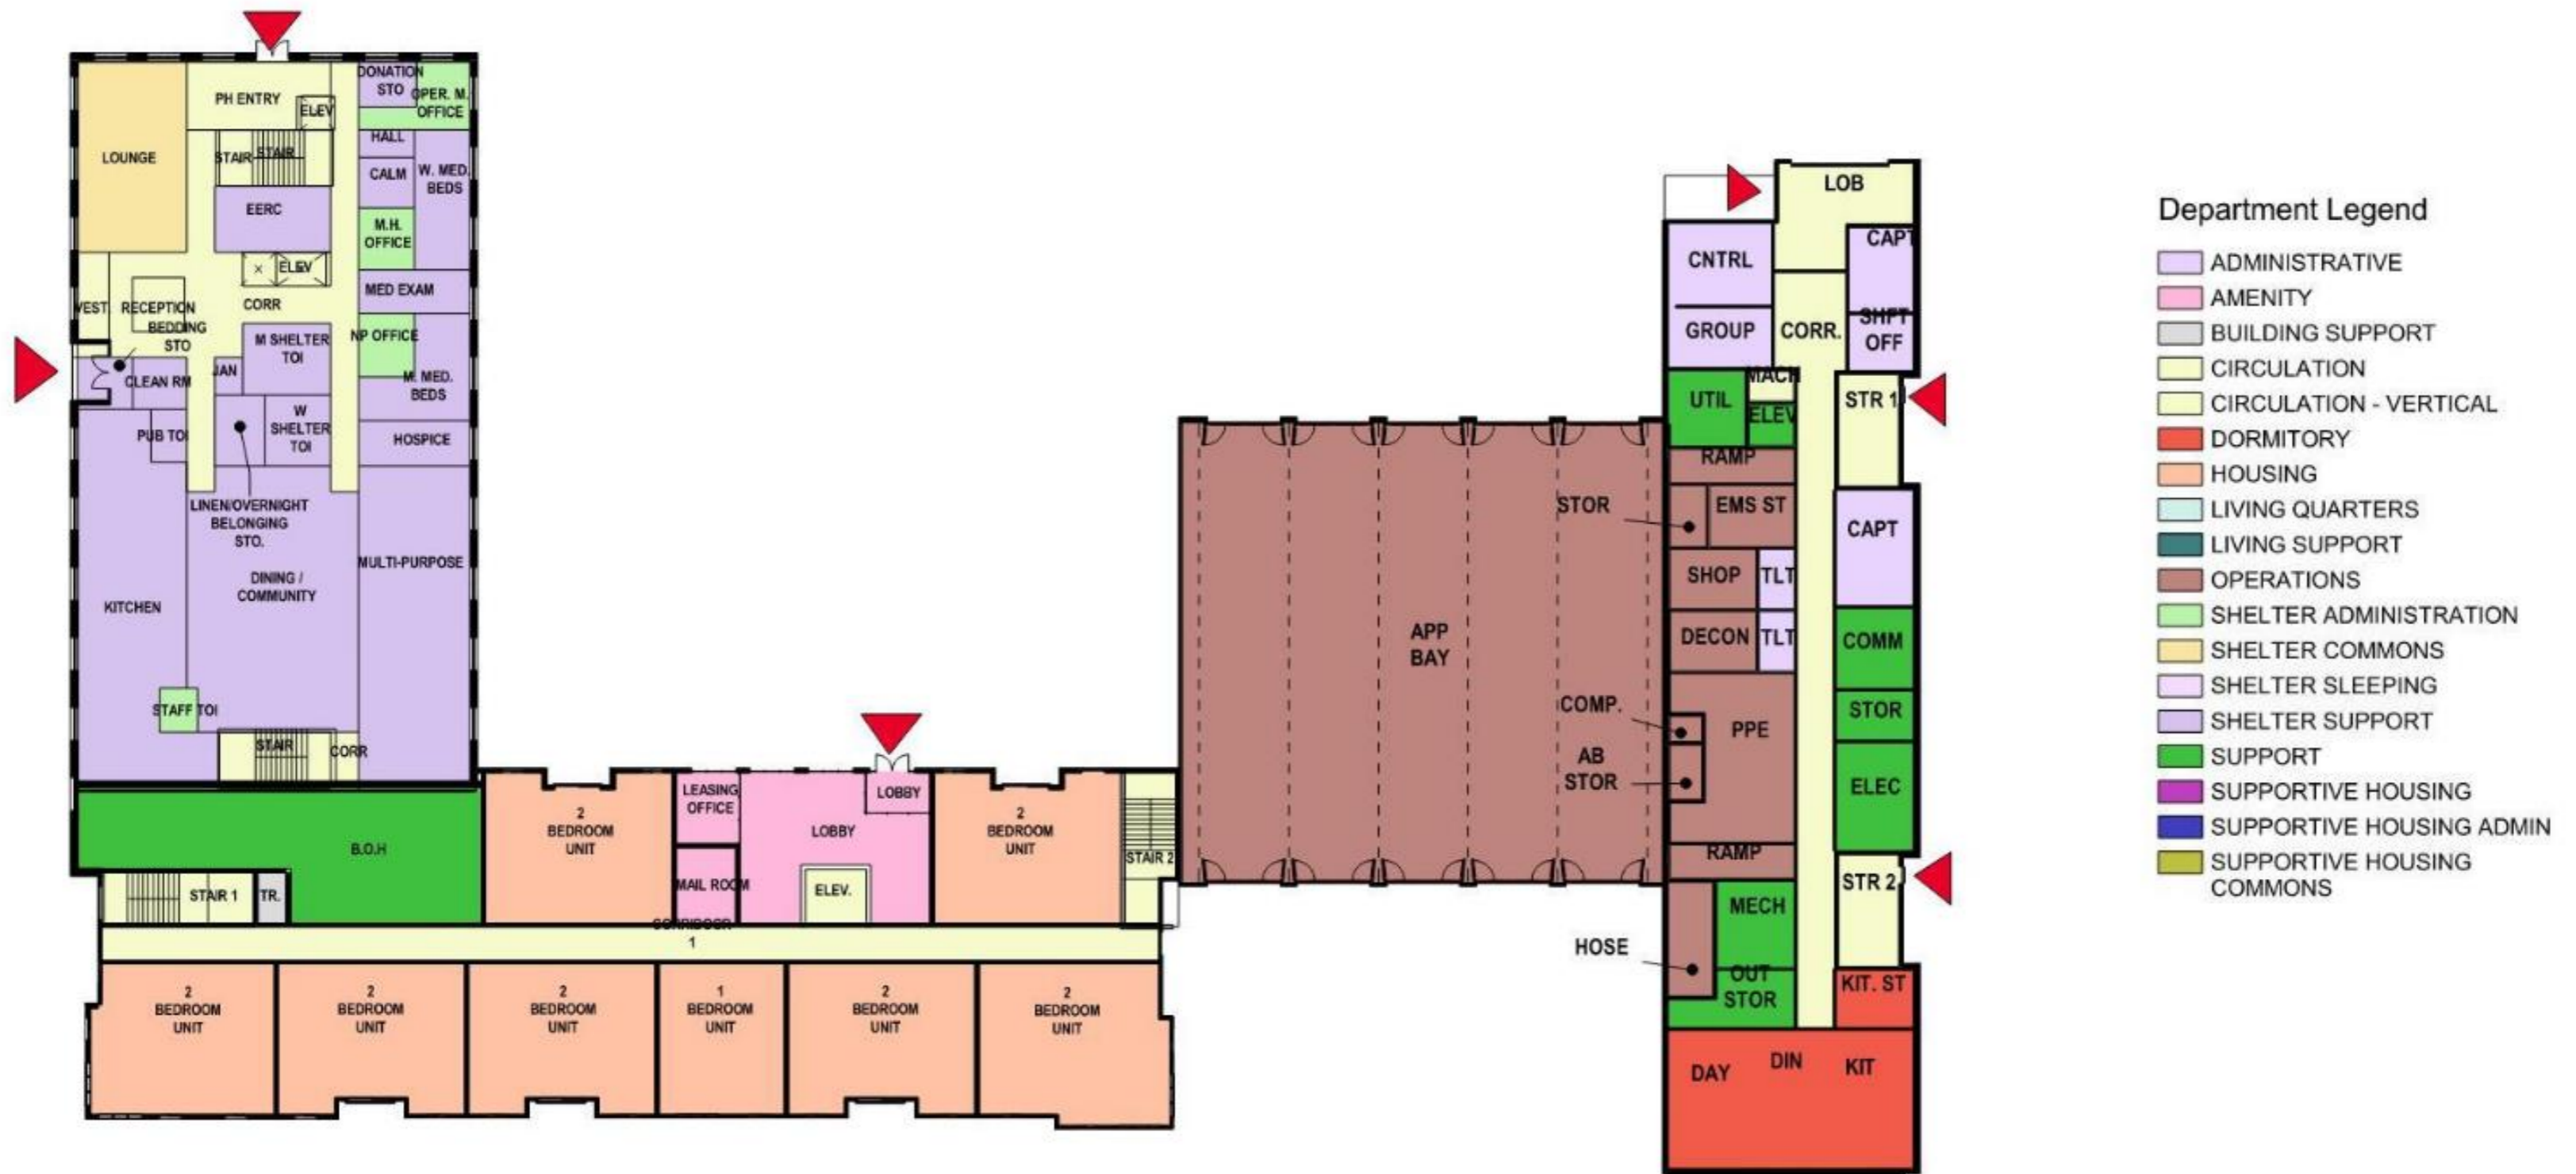 DONATION
STO
OPER. M.
OFFICE
PH ENTRY
ELEV
HALL
LOUNGE
STAIR
STAIR
CALM
W. MED.
BEDS
EERC
M.H.
OFFICE
ELEV
MED EXAM
VEST.
RECEPTION
CORR
BEDDING
STO
M SHELTER
TOI
NP OFFICE
JAN
CLEAN RM
M. MED.
BEDS
W
SHELTER
TOI
PUB TOI
HOSPICE
LINEN/OVERNIGHT
BELONGING
STO.
MULTI-PURPOSE
DINING /
COMMUNITY
KITCHEN
STAFF TOI
STAIR
CORR
B.O.H
STAIR 1
TR.
2
BEDROOM
UNIT
LEASING
OFFICE
LOBBY
LOBBY
MAIL ROOM
ELEV.
2
BEDROOM
UNIT
STAIR 2
CORRIDOOR
1
2
BEDROOM
UNIT
2
BEDROOM
UNIT
2
BEDROOM
UNIT
1
BEDROOM
UNIT
2
BEDROOM
UNIT
2
BEDROOM
UNIT
LOB
CNTRL
CAPT
GROUP
CORR.
SHFT
OFF
MACH
UTIL
ELEV
STR 1
RAMP
STOR
EMS ST
CAPT
SHOP
TLT
DECON
TLT
COMM
APP
BAY
COMP.
PPE
STOR
AB
STOR
ELEC
RAMP
STR 2
MECH
HOSE
OUT
STOR
KIT. ST
DAY
DIN
KIT
Department Legend
ADMINISTRATIVE
AMENITY
BUILDING SUPPORT
CIRCULATION
CIRCULATION - VERTICAL
DORMITORY
HOUSING
LIVING QUARTERS
LIVING SUPPORT
OPERATIONS
SHELTER ADMINISTRATION
SHELTER COMMONS
SHELTER SLEEPING
SHELTER SUPPORT
SUPPORT
SUPPORTIVE HOUSING
SUPPORTIVE HOUSING ADMIN
SUPPORTIVE HOUSING
COMMONS